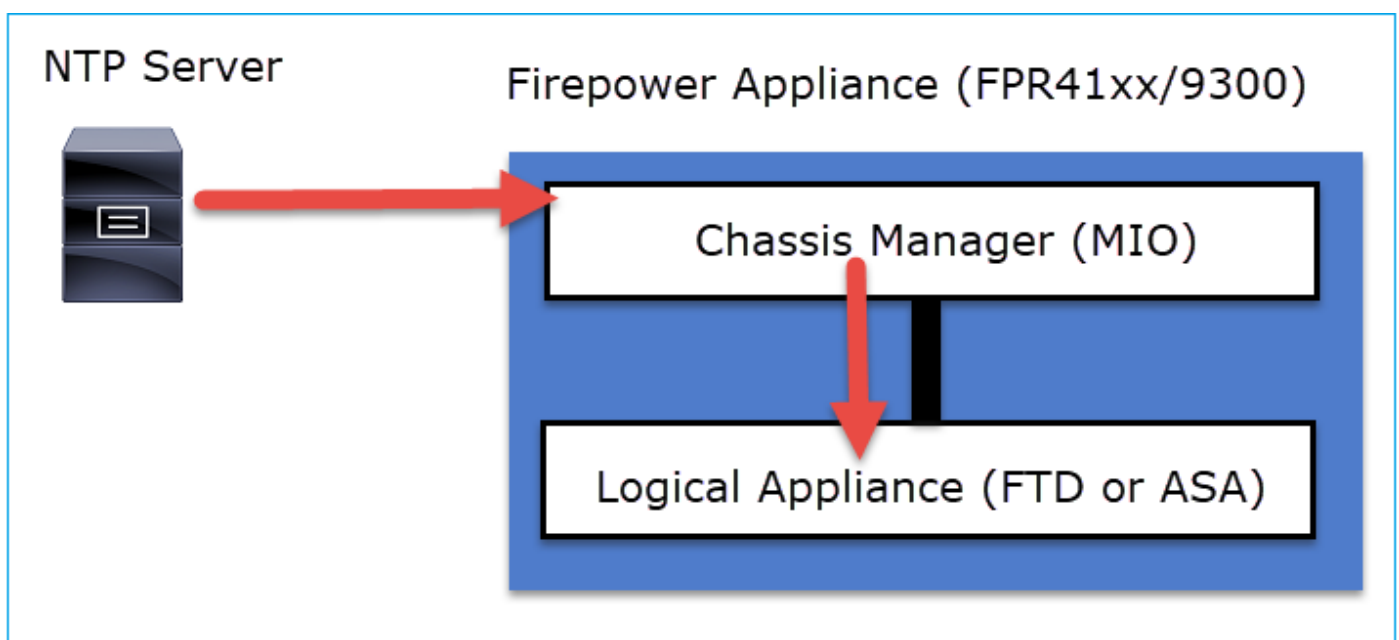 NTP Server
Firepower Appliance (FPR41xx/9300)
Chassis Manager (MIO)
Logical Appliance (FTD or ASA)